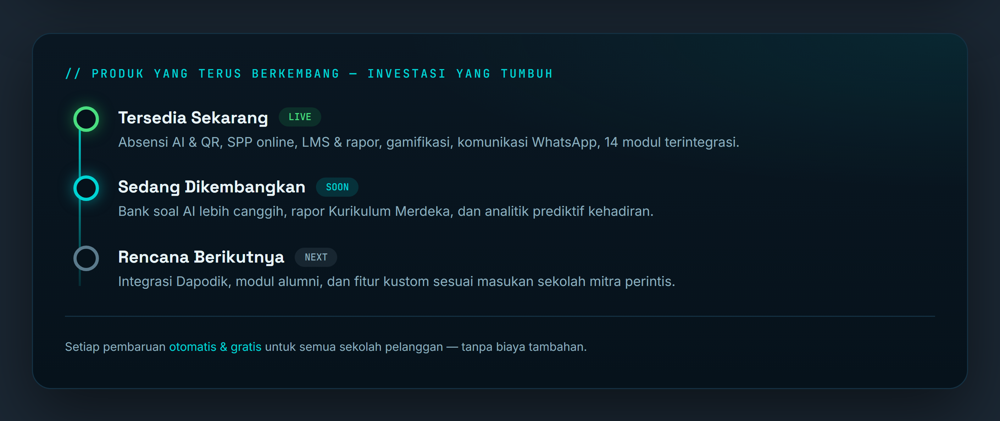 // PRODUK YANG TERUS BERKEMBANG — INVESTASI YANG TUMBUH
Tersedia Sekarang LIVE
Absensi AI & QR, SPP online, LMS & rapor, gamifikasi, komunikasi WhatsApp, 14 modul terintegrasi.
Sedang Dikembangkan SOON
Bank soal AI lebih canggih, rapor Kurikulum Merdeka, dan analitik prediktif kehadiran.
Rencana Berikutnya NEXT
Integrasi Dapodik, modul alumni, dan fitur kustom sesuai masukan sekolah mitra perintis.
Setiap pembaruan otomatis & gratis untuk semua sekolah pelanggan — tanpa biaya tambahan.